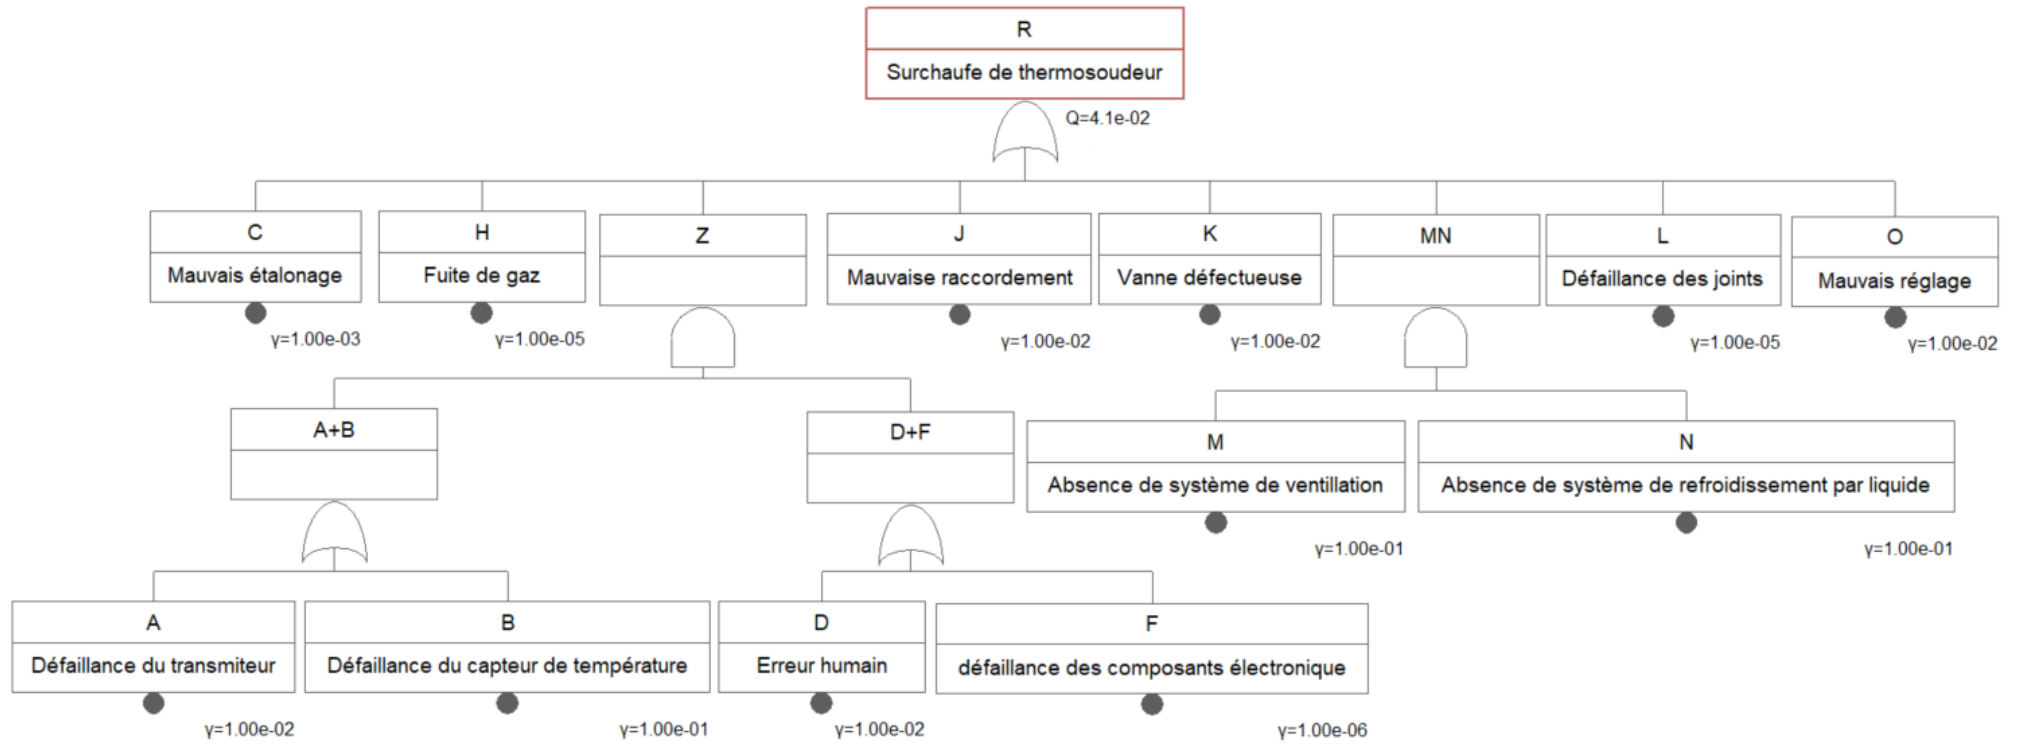 R
Surchaufe de thermosoudeur
Q=4.1e-02
C
Mauvais étalonage
γ=1.00e-03
H
Fuite de gaz
γ=1.00e-05
Z
J
Mauvaise raccordement
γ=1.00e-02
K
Vanne défectueuse
γ=1.00e-02
MN
L
Défaillance des joints
γ=1.00e-05
O
Mauvais réglage
γ=1.00e-02
A+B
D+F
M
Absence de système de ventillation
γ=1.00e-01
N
Absence de système de refroidissement par liquide
γ=1.00e-01
A
Défaillance du transmiteur
γ=1.00e-02
B
Défaillance du capteur de température
γ=1.00e-01
D
Erreur humain
γ=1.00e-02
F
défaillance des composants électronique
γ=1.00e-06